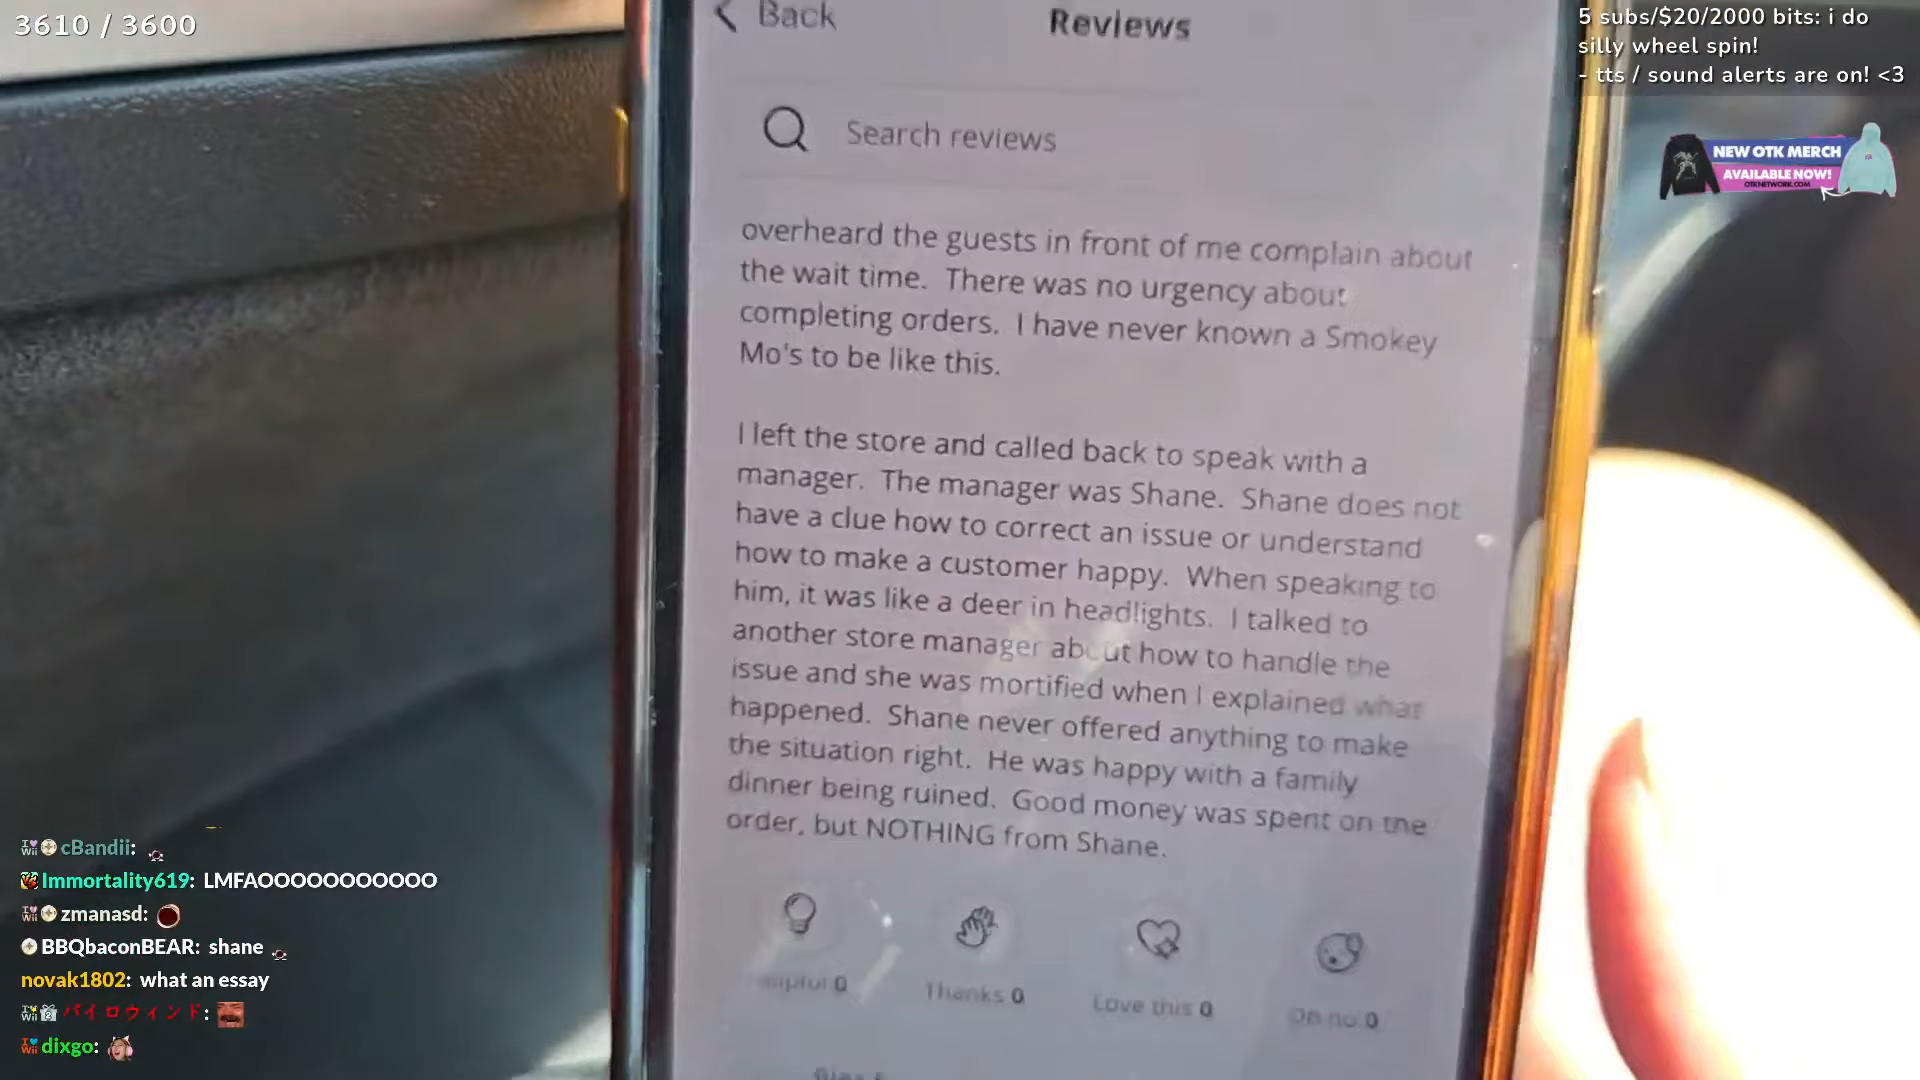 3610 / 3600
5 subs/$20/2000 bits: i do
silly wheel spin!
- tts / sound alerts are on! <3
NEW OTK MERCH
AVAILABLE NOW!
OTKNETWORK.COM
Back
Reviews
Search reviews
overheard the guests in front of me complain about
the wait time. There was no urgency about
completing orders. I have never known a Smokey
Mo's to be like this.
I left the store and called back to speak with a
manager. The manager was Shane. Shane does not
have a clue how to correct an issue or understand
how to make a customer happy. When speaking to
him, it was like a deer in headlights. I talked to
another store manager about how to handle the
issue and she was mortified when I explained what
happened. Shane never offered anything to make
the situation right. He was happy with a family
dinner being ruined. Good money was spent on the
order, but NOTHING from Shane.
Helpful 0
Thanks 0
Love this 0
Oh no 0
cBandii:
Immortality619: LMFAOOOOOOOOOOO
zmanasd:
BBQbaconBEAR: shane
novak1802: what an essay
パイロウィンド:
dixgo: